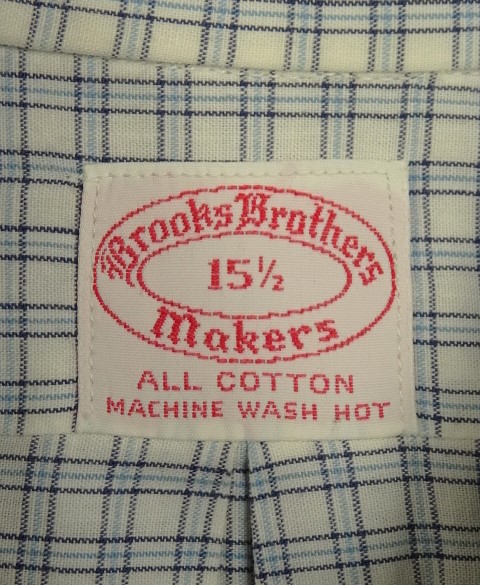 Brooks Brothers
15½
Makers
ALL COTTON
MACHINE WASH HOT